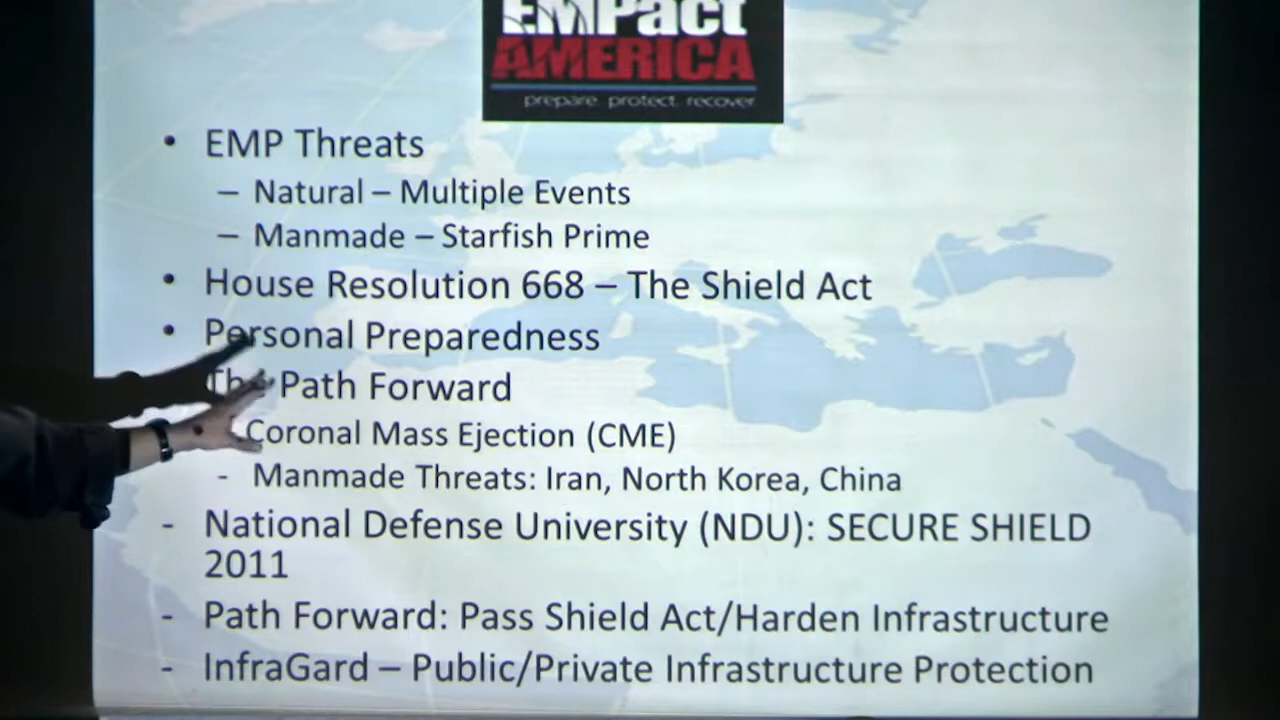 EMPact
AMERICA
prepare. protect. recover
• EMP Threats
– Natural – Multiple Events
– Manmade – Starfish Prime
• House Resolution 668 – The Shield Act
• Personal Preparedness
The Path Forward
Coronal Mass Ejection (CME)
- Manmade Threats: Iran, North Korea, China
- National Defense University (NDU): SECURE SHIELD
2011
- Path Forward: Pass Shield Act/Harden Infrastructure
- InfraGard – Public/Private Infrastructure Protection